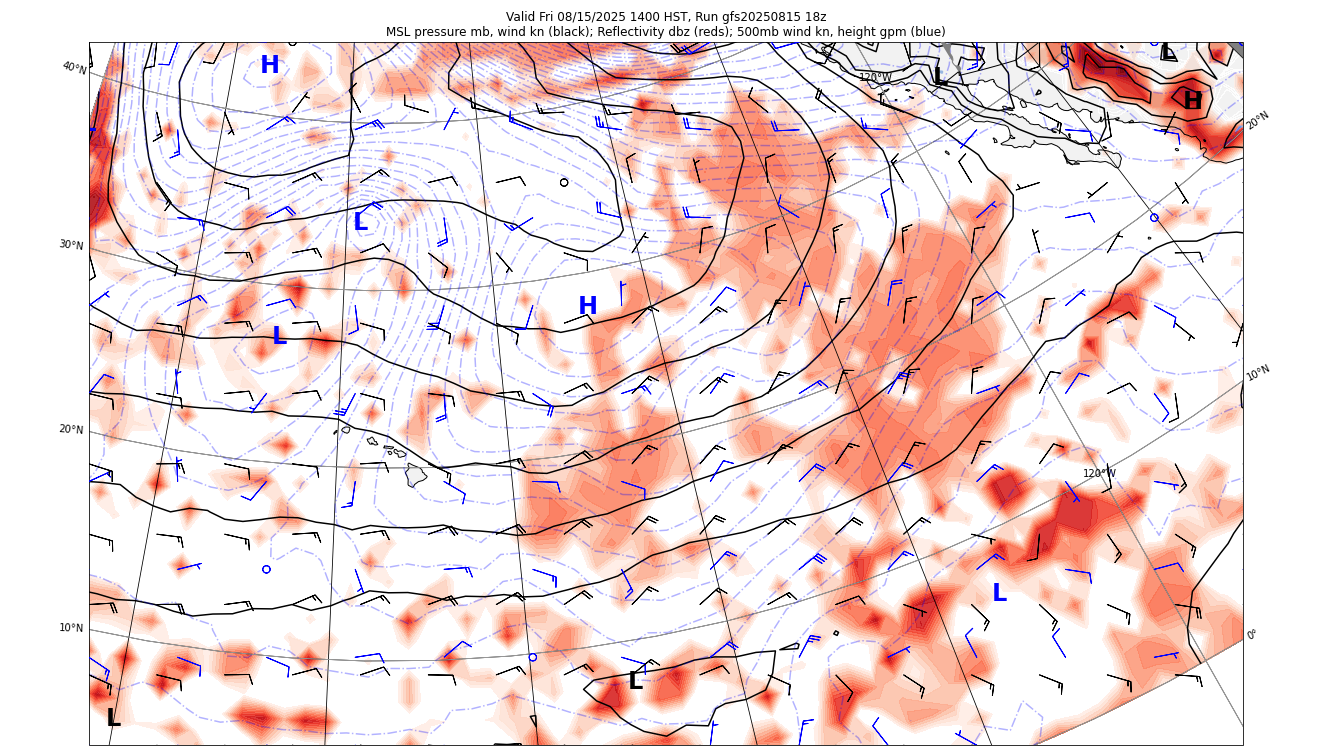 Valid Fri 08/15/2025 1400 HST, Run gfs20250815 18z
MSL pressure mb, wind kn (black); Reflectivity dbz (reds); 500mb wind kn, height gpm (blue)
H
40°N
120°W
L
L
H
20°N
L
30°N
H
L
10°N
20°N
120°W
L
10°N
0°
L
L